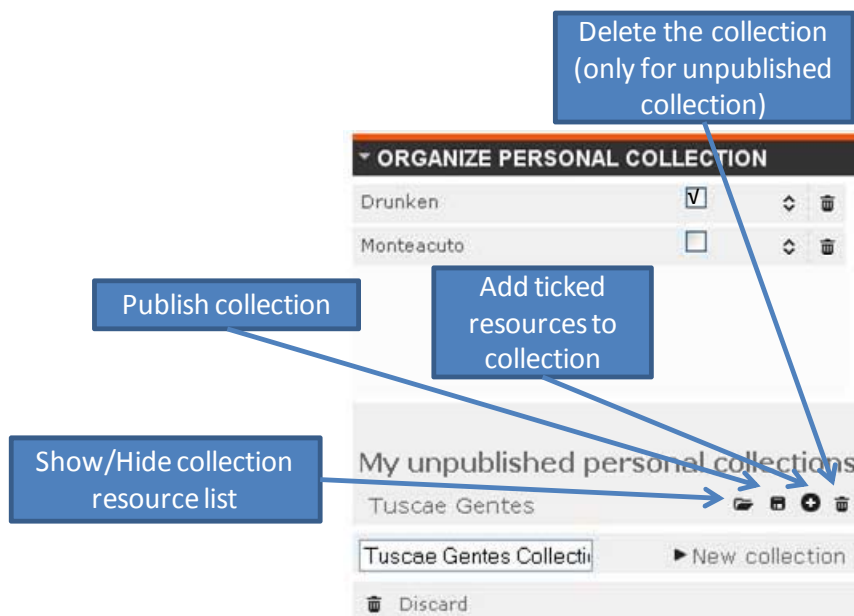 Delete the collection
(only for unpublished
collection)
ORGANIZE PERSONAL COLLECTION
Drunken
Monteacuto
Publish collection
Add ticked
resources to
collection
Show/Hide collection
resource list
My unpublished personal collections
Tuscae Gentes
Tuscae Gentes Collecti
New collection
Discard